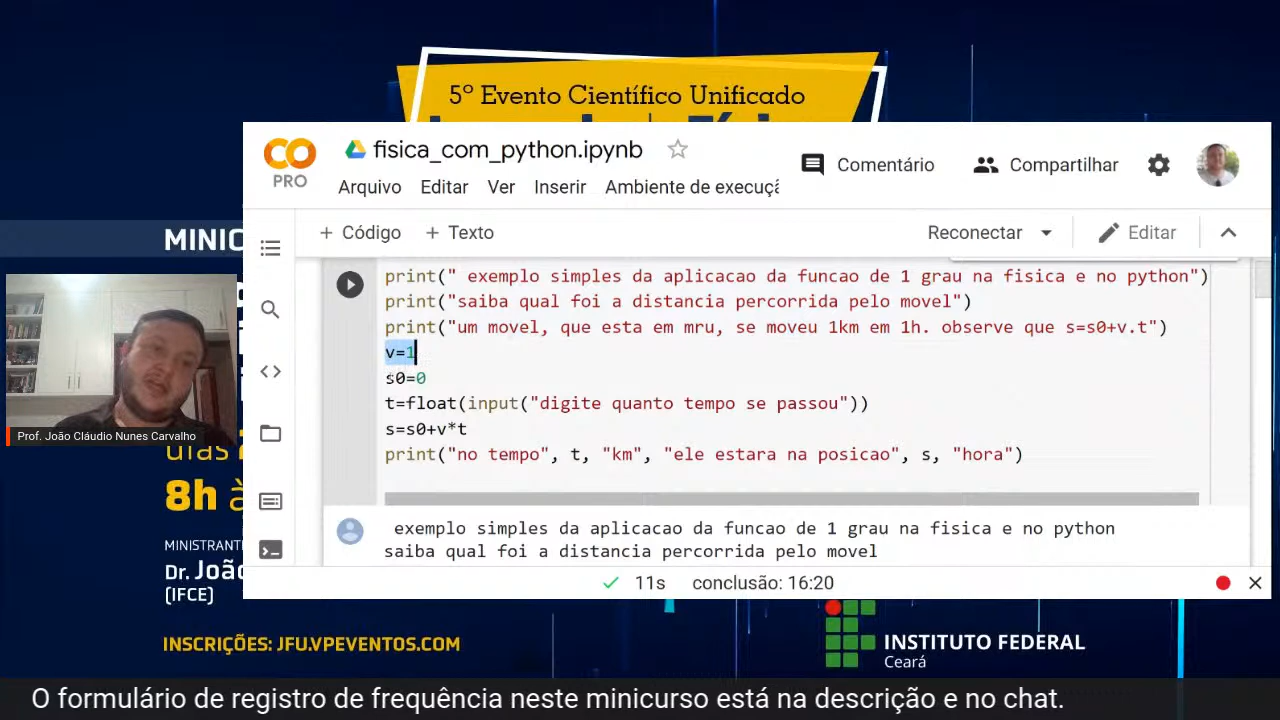 5º Evento Científico Unificado
CO
PRO
fisica_com_python.ipynb
Comentário
Compartilhar
Arquivo Editar Ver Inserir Ambiente de execuçã
+ Código + Texto
Reconectar
Editar
MINIC
print(" exemplo simples da aplicacao da funcao de 1 grau na fisica e no python")
print("saiba qual foi a distancia percorrida pelo movel")
print("um movel, que esta em mru, se moveu 1km em 1h. observe que s=s0+v.t")
v=1
s0=0
t=float(input("digite quanto tempo se passou"))
s=s0+v*t
print("no tempo", t, "km", "ele estara na posicao", s, "hora")
exemplo simples da aplicacao da funcao de 1 grau na fisica e no python
saiba qual foi a distancia percorrida pelo movel
11s conclusão: 16:20
Prof. João Cláudio Nunes Carvalho
8h à
MINISTRANT
Dr. João
(IFCE)
INSCRIÇÕES: JFU.VPEVENTOS.COM
INSTITUTO FEDERAL
Ceará
O formulário de registro de frequência neste minicurso está na descrição e no chat.